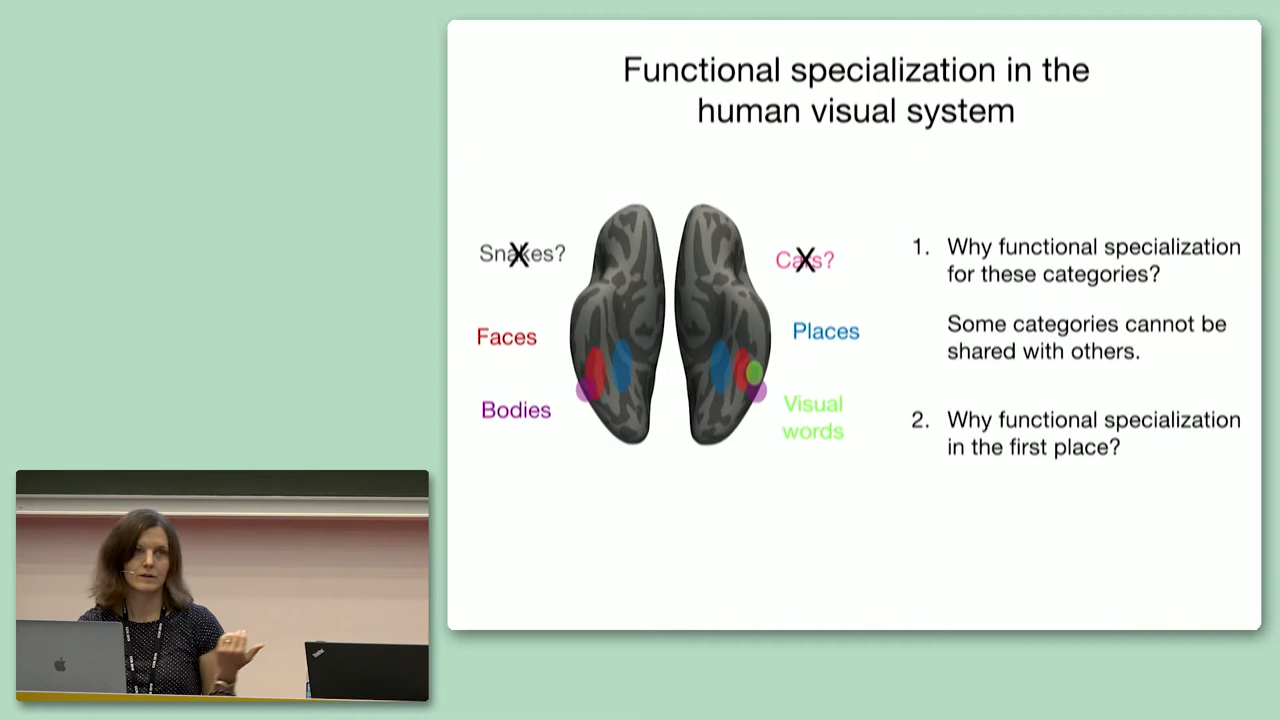 Functional specialization in the
human visual system
Snakes?
Faces
Bodies
Cars?
Places
Visual
words
1. Why functional specialization
for these categories?
Some categories cannot be
shared with others.
2. Why functional specialization
in the first place?